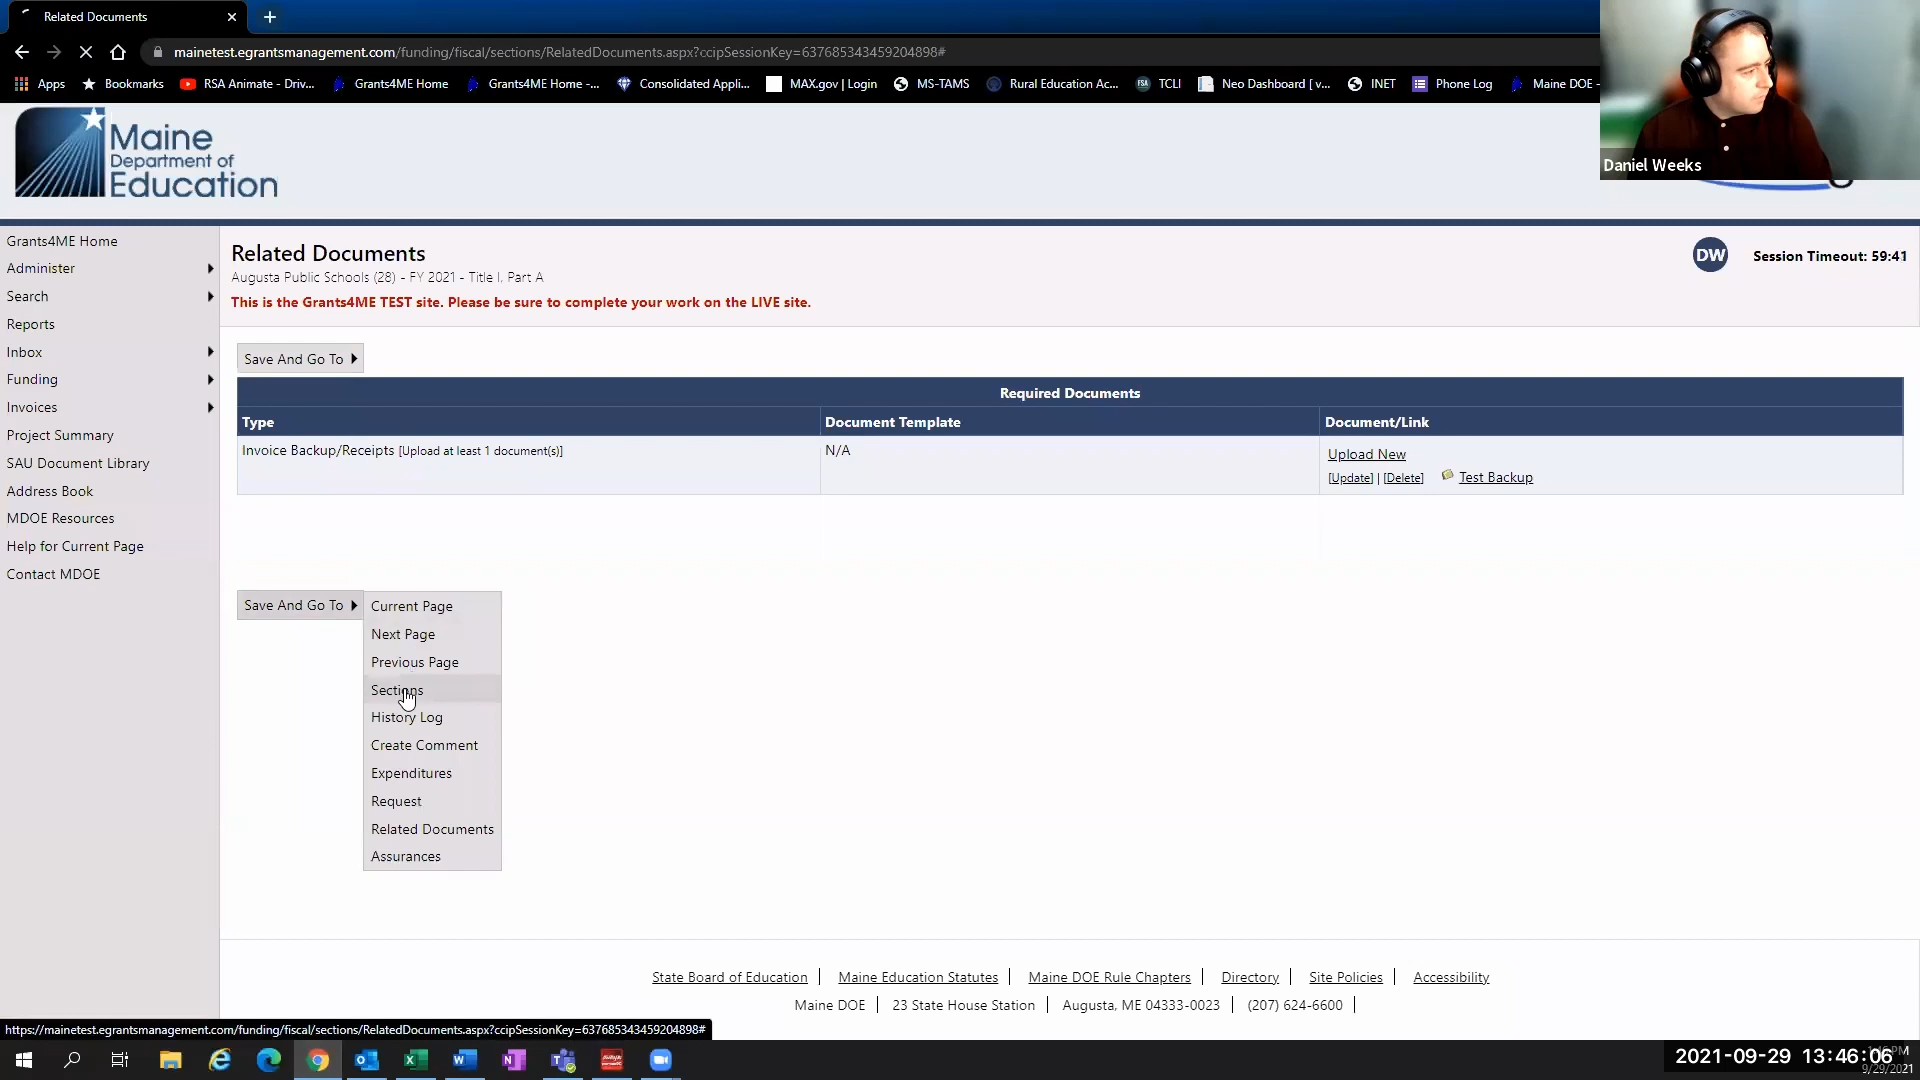 Related Documents
mainetest.egrantsmanagement.com/funding/fiscal/sections/RelatedDocuments.aspx?ccipSessionKey=637685343459204898#
Apps Bookmarks RSA Animate - Driv... Grants4ME Home Grants4ME Home -... Consolidated Appli... MAX.gov | Login MS-TAMS Rural Education Ac... TCLI Neo Dashboard [ v... INET Phone Log Maine DOE -
Daniel Weeks
Maine
Department of
Education
Grants4ME Home
Administer
Search
Reports
Inbox
Funding
Invoices
Project Summary
SAU Document Library
Address Book
MDOE Resources
Help for Current Page
Contact MDOE
Related Documents
Augusta Public Schools (28) - FY 2021 - Title I, Part A
This is the Grants4ME TEST site. Please be sure to complete your work on the LIVE site.
DW Session Timeout: 59:41
Save And Go To
Required Documents
Type Document Template Document/Link
Invoice Backup/Receipts [Upload at least 1 document(s)] N/A Upload New
[Update] | [Delete] Test Backup
Save And Go To
Current Page
Next Page
Previous Page
Sections
History Log
Create Comment
Expenditures
Request
Related Documents
Assurances
State Board of Education | Maine Education Statutes | Maine DOE Rule Chapters | Directory | Site Policies | Accessibility
Maine DOE | 23 State House Station | Augusta, ME 04333-0023 | (207) 624-6600 |
https://mainetest.egrantsmanagement.com/funding/fiscal/sections/RelatedDocuments.aspx?ccipSessionKey=637685343459204898#
2021-09-29 13:46:06
9/29/2021